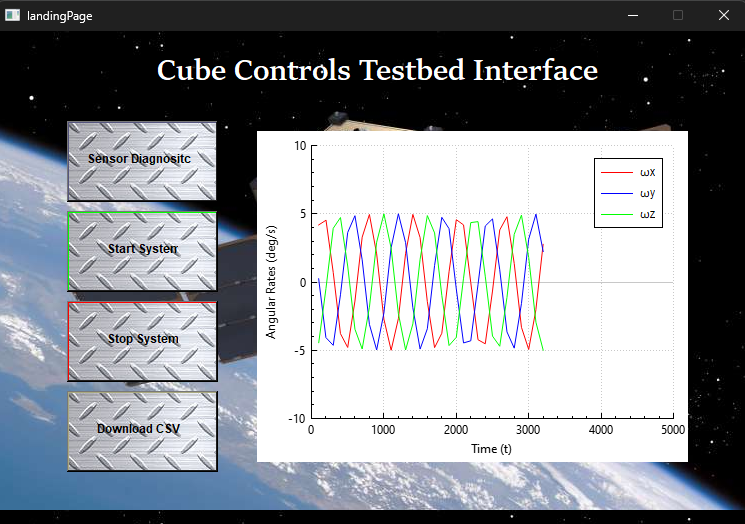 landingPage
Cube Controls Testbed Interface
Sensor Diagnositc
Start System
Stop System
Download CSV
10
5
0
-5
-10
Angular Rates (deg/s)
ωx
ωy
ωz
0 1000 2000 3000 4000 5000
Time (t)